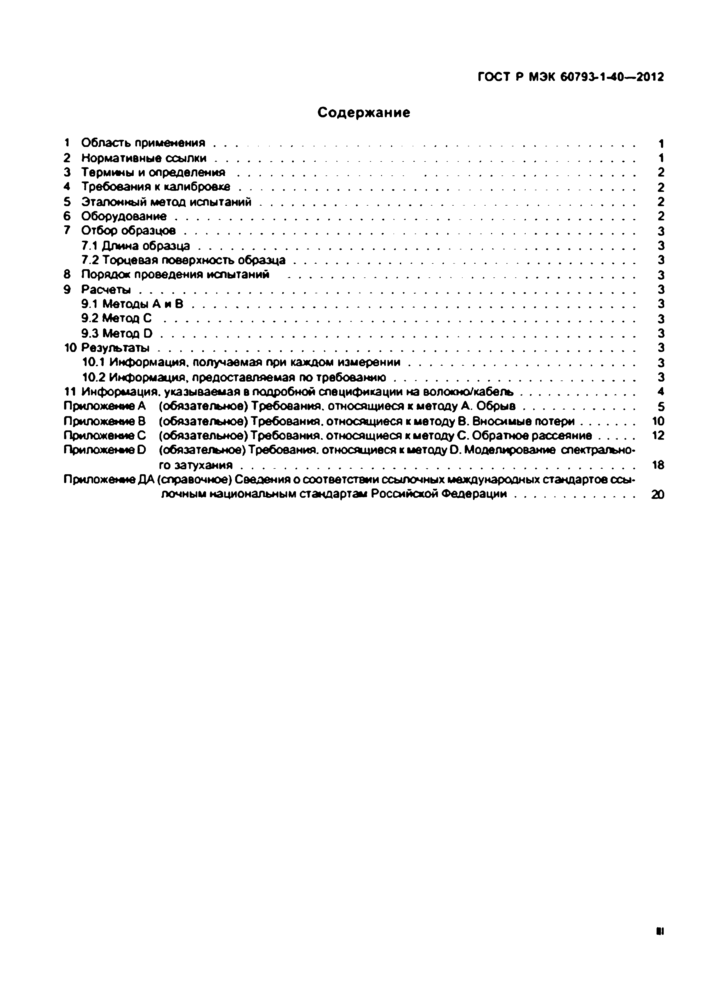 ГОСТ Р МЭК 60793-1-40—2012
Содержание
1 Область применения . . . . . . . . . . 1
2 Нормативные ссылки . . . . . . . . . . 1
3 Термины и определения . . . . . . . . . . 2
4 Требования к калибровке . . . . . . . . . . 2
5 Эталонный метод испытаний . . . . . . . . . . 2
6 Оборудование . . . . . . . . . . 2
7 Отбор образцов . . . . . . . . . . 3
7.1 Длина образца . . . . . . . . . . 3
7.2 Торцевая поверхность образца . . . . . . . . . . 3
8 Порядок проведения испытаний . . . . . . . . . . 3
9 Расчеты . . . . . . . . . . 3
9.1 Методы А и В . . . . . . . . . . 3
9.2 Метод С . . . . . . . . . . 3
9.3 Метод D . . . . . . . . . . 3
10 Результаты . . . . . . . . . . 3
10.1 Информация, получаемая при каждом измерении . . . . . . . . . . 3
10.2 Информация, предоставляемая по требованию . . . . . . . . . . 3
11 Информация, указываемая в подробной спецификации на волокно/кабель . . . . . . . . . . 4
Приложение А (обязательное) Требования, относящиеся к методу А. Обрыв . . . . . . . . . . 5
Приложение В (обязательное) Требования, относящиеся к методу В. Вносимые потери . . . . . . . 10
Приложение С (обязательное) Требования, относящиеся к методу С. Обратное рассеяние . . . . . 12
Приложение D (обязательное) Требования, относящиеся к методу D. Моделирование спектрально-
го затухания . . . . . . . . . . 18
Приложение ДА (справочное) Сведения о соответствии ссылочных международных стандартов ссы-
лочным национальным стандартам Российской Федерации . . . . . . . . . . 20
III